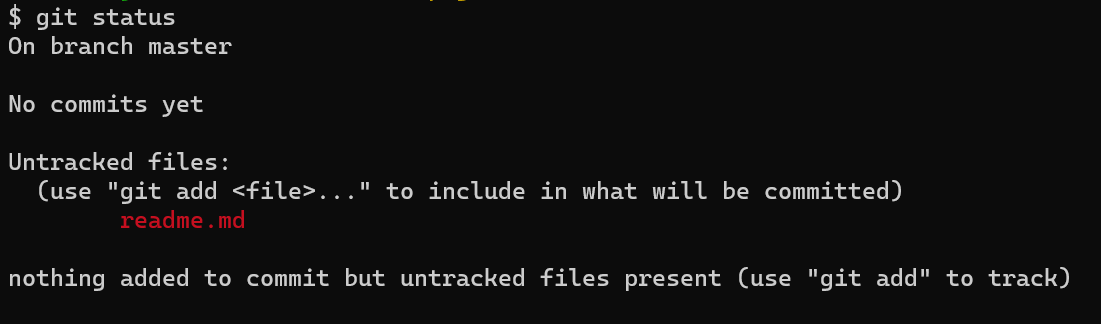 $ git status
On branch master
No commits yet
Untracked files:
(use "git add <file>..." to include in what will be committed)
readme.md
nothing added to commit but untracked files present (use "git add" to track)